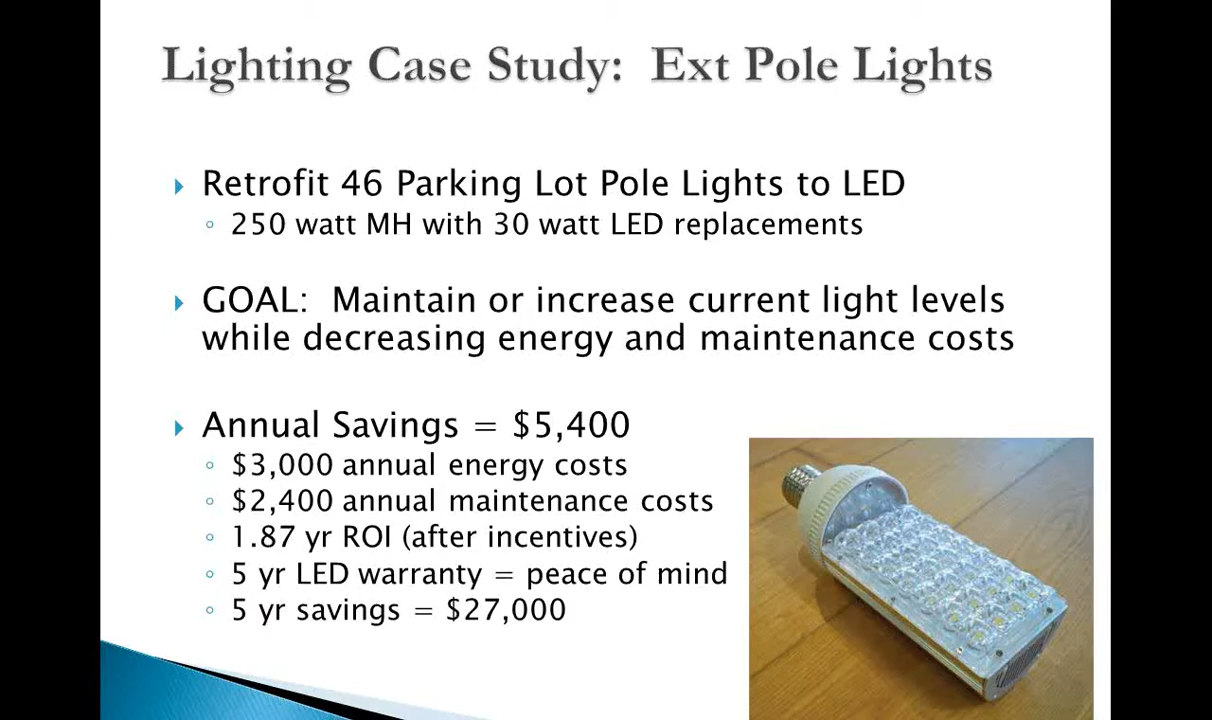 Lighting Case Study: Ext Pole Lights
Retrofit 46 Parking Lot Pole Lights to LED
250 watt MH with 30 watt LED replacements
GOAL: Maintain or increase current light levels
while decreasing energy and maintenance costs
Annual Savings = $5,400
$3,000 annual energy costs
$2,400 annual maintenance costs
1.87 yr ROI (after incentives)
5 yr LED warranty = peace of mind
5 yr savings = $27,000